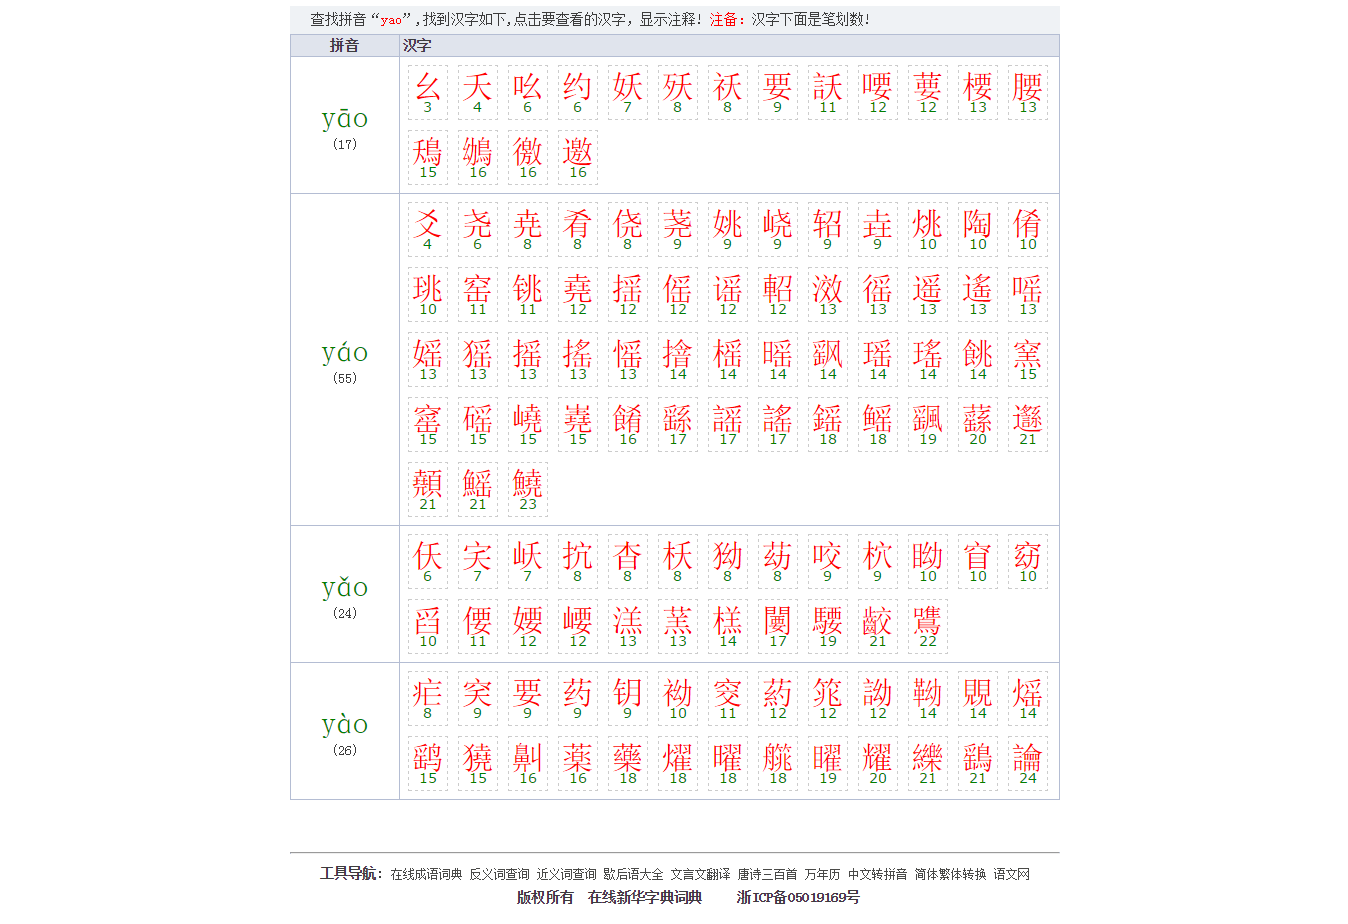 查找拼音“yao”,找到汉字如下,点击要查看的汉字，显示注释! 注备：汉字下面是笔划数!
拼音 汉字
yāo
(17)
幺 夭 吆 约 妖 殀 祅 要 訞 喓 葽 楆 腰
3 4 6 6 7 8 8 9 11 12 12 13 13
鴁 鴢 徼 邀
15 16 16 16
yáo
(55)
爻 尧 尭 肴 侥 荛 姚 峣 轺 垚 烑 陶 倄
4 6 8 8 8 9 9 9 9 9 10 10 10
珧 窑 铫 堯 揺 傜 谣 軺 滧 徭 遥 遙 嗂
10 11 11 12 12 12 12 12 13 13 13 13 13
媱 猺 摇 搖 愮 榣 暚 飖 瑶 瑤 銚 窯
13 13 13 13 13 14 14 14 14 14 14 14 15
窰 磘 嶢 嶤 餚 繇 謡 謠 鎐 鳐 颻 蘨 邎
15 15 15 15 16 17 17 17 18 18 19 20 21
顤 鰩 鱙
21 21 23
yǎo
(24)
仸 宎 岆 抭 杳 枖 狕 苭 咬 柼 眑 窅 窈
6 7 7 8 8 8 8 8 9 9 10 10 10
舀 偠 婹 崾 溔 榚 闄 騕 齩 鷕
10 11 12 12 13 13 14 17 19 21 22
yào
(26)
疟 突 要 药 钥 袎 窔 葯 筄 詏 靿 覞 熎
8 9 9 9 9 10 11 12 12 12 14 14 14
鹞 獟 鼼 薬 藥 燿 曜 艞 矅 耀 纅 鷂
15 15 16 16 18 18 18 18 19 20 21 21 24
工具导航： 在线成语词典 反义词查询 近义词查询 歇后语大全 文言文翻译 唐诗三百首 万年历 中文转拼音 简体繁体转换 语文网
版权所有 在线新华字典词典 浙ICP备05019169号